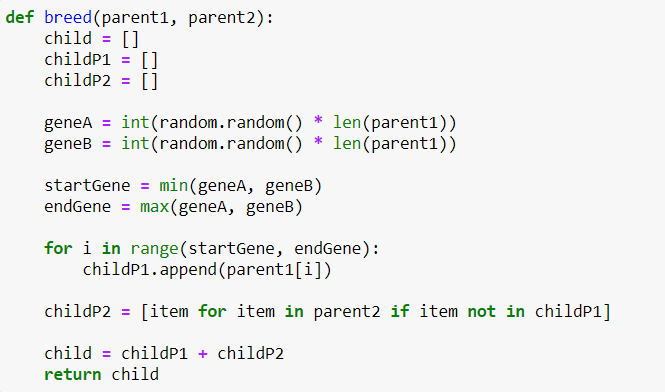 def breed(parent1, parent2):
    child = []
    childP1 = []
    childP2 = []

    geneA = int(random.random() * len(parent1))
    geneB = int(random.random() * len(parent1))

    startGene = min(geneA, geneB)
    endGene = max(geneA, geneB)

    for i in range(startGene, endGene):
        childP1.append(parent1[i])

    childP2 = [item for item in parent2 if item not in childP1]

    child = childP1 + childP2
    return child